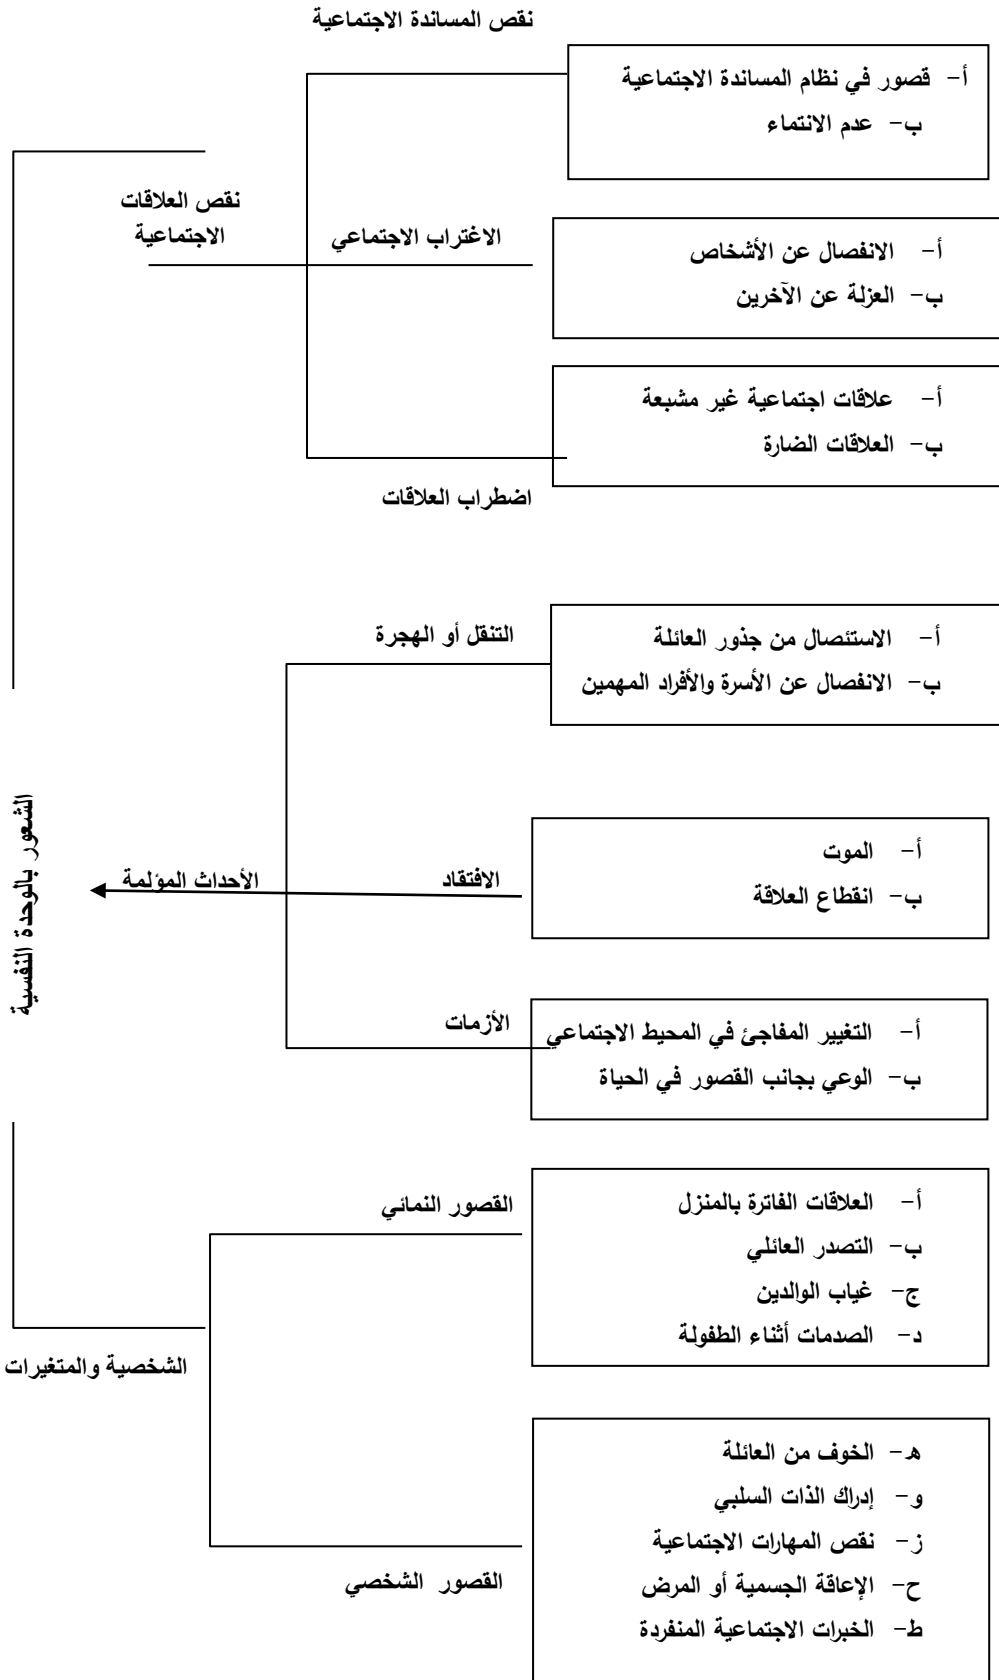 نقص المساندة الاجتماعية
أ- قصور في نظام المساندة الاجتماعية
ب- عدم الانتماء
نقص العلاقات
الاجتماعية
الاغتراب الاجتماعي
أ- الانفصال عن الأشخاص
ب- العزلة عن الآخرين
أ- علاقات اجتماعية غير مشبعة
ب- العلاقات الضارة
اضطراب العلاقات
التنقل أو الهجرة
أ- الاستئصال من جذور العائلة
ب- الانفصال عن الأسرة والأفراد المهمين
الشعور بالوحدة النفسية
الأحداث المؤلمة
الافتقاد
أ- الموت
ب- انقطاع العلاقة
الأزمات
أ- التغيير المفاجئ في المحيط الاجتماعي
ب- الوعي بجانب القصور في الحياة
القصور النمائي
أ- العلاقات الفاترة بالمنزل
ب- التصدر العائلي
ج- غياب الوالدين
د- الصدمات أثناء الطفولة
الشخصية والمتغيرات
هـ- الخوف من العائلة
و- إدراك الذات السلبي
ز- نقص المهارات الاجتماعية
ح- الإعاقة الجسمية أو المرض
ط- الخبرات الاجتماعية المنفردة
القصور الشخصي